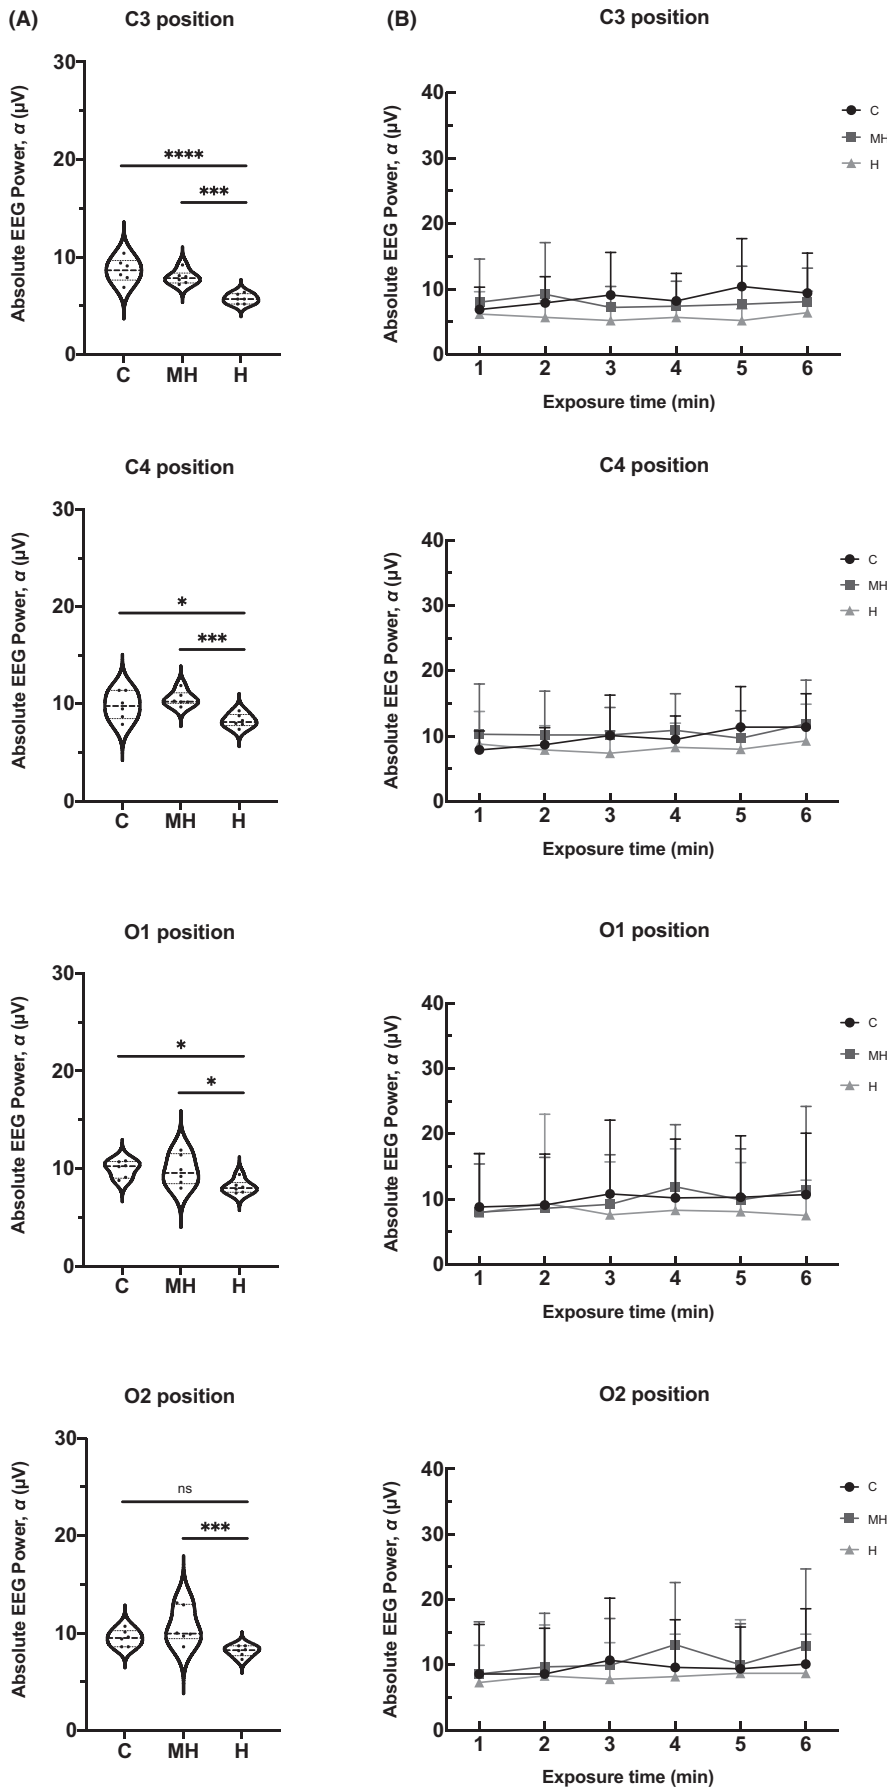 (A)
C3 position
Absolute EEG Power, α (µV)
30
20
10
0
****
***
C MH H
(B)
C3 position
Absolute EEG Power, α (µV)
40
30
20
10
0
1 2 3 4 5 6
Exposure time (min)
C
MH
H
C4 position
Absolute EEG Power, α (µV)
30
20
10
0
*
***
C MH H
C4 position
Absolute EEG Power, α (µV)
40
30
20
10
0
1 2 3 4 5 6
Exposure time (min)
C
MH
H
O1 position
Absolute EEG Power, α (µV)
30
20
10
0
*
*
C MH H
O1 position
Absolute EEG Power, α (µV)
40
30
20
10
0
1 2 3 4 5 6
Exposure time (min)
C
MH
H
O2 position
Absolute EEG Power, α (µV)
30
20
10
0
ns
***
C MH H
O2 position
Absolute EEG Power, α (µV)
40
30
20
10
0
1 2 3 4 5 6
Exposure time (min)
C
MH
H